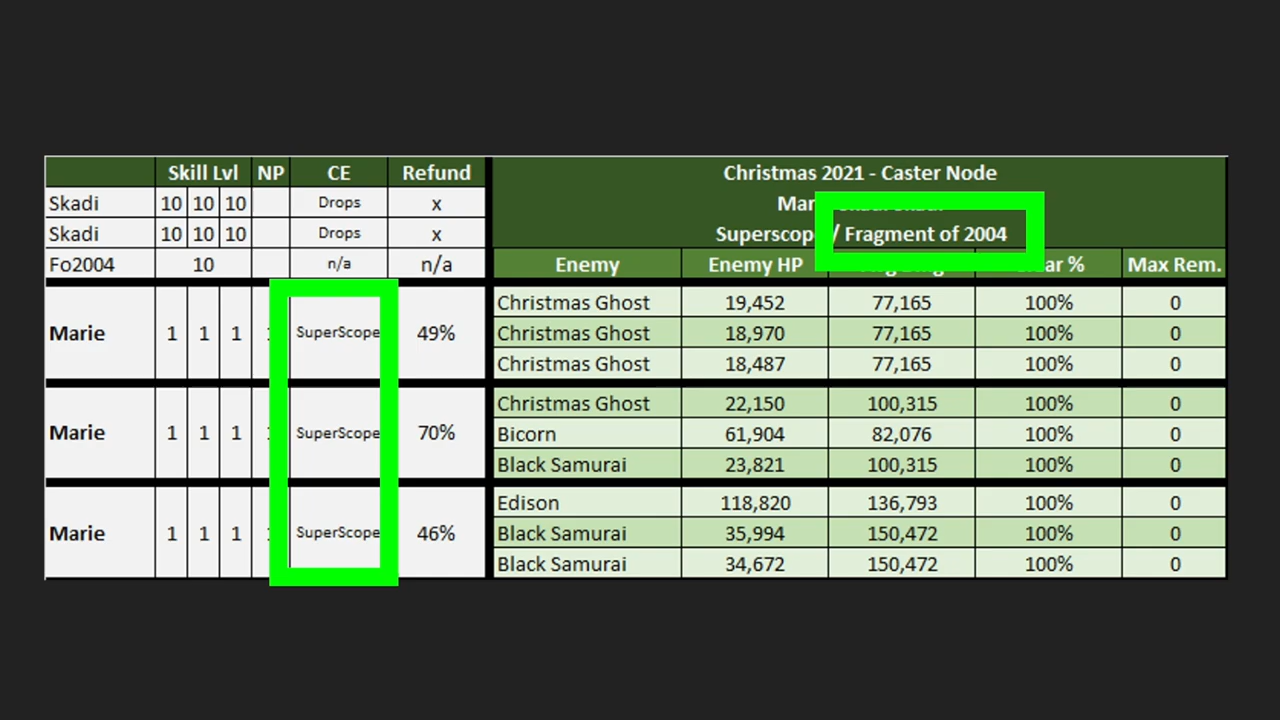 Skill Lvl NP CE Refund Christmas 2021 - Caster Node
Skadi 10 10 10 Drops x
Skadi 10 10 10 Drops x Superscop / Fragment of 2004
Fo2004 10 n/a n/a Enemy Enemy HP % Max Rem.
Christmas Ghost 19,452 77,165 100% 0
Marie 1 1 1 SuperScope 49% Christmas Ghost 18,970 77,165 100% 0
Christmas Ghost 18,487 77,165 100% 0
Christmas Ghost 22,150 100,315 100% 0
Marie 1 1 1 SuperScope 70% Bicorn 61,904 82,076 100% 0
Black Samurai 23,821 100,315 100% 0
Edison 118,820 136,793 100% 0
Marie 1 1 1 SuperScope 46% Black Samurai 35,994 150,472 100% 0
Black Samurai 34,672 150,472 100% 0